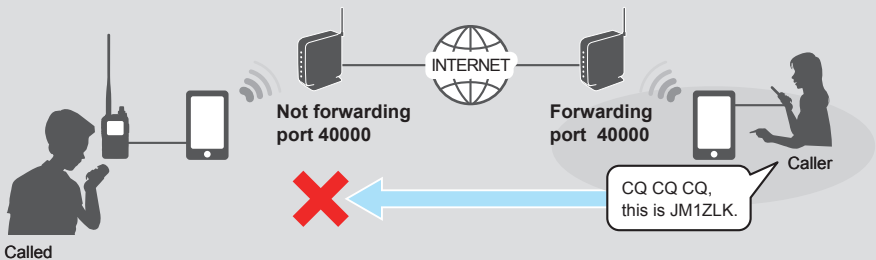 INTERNET
Not forwarding
port 40000
Forwarding
port 40000
Caller
CQ CQ CQ,
this is JM1ZLK.
Called